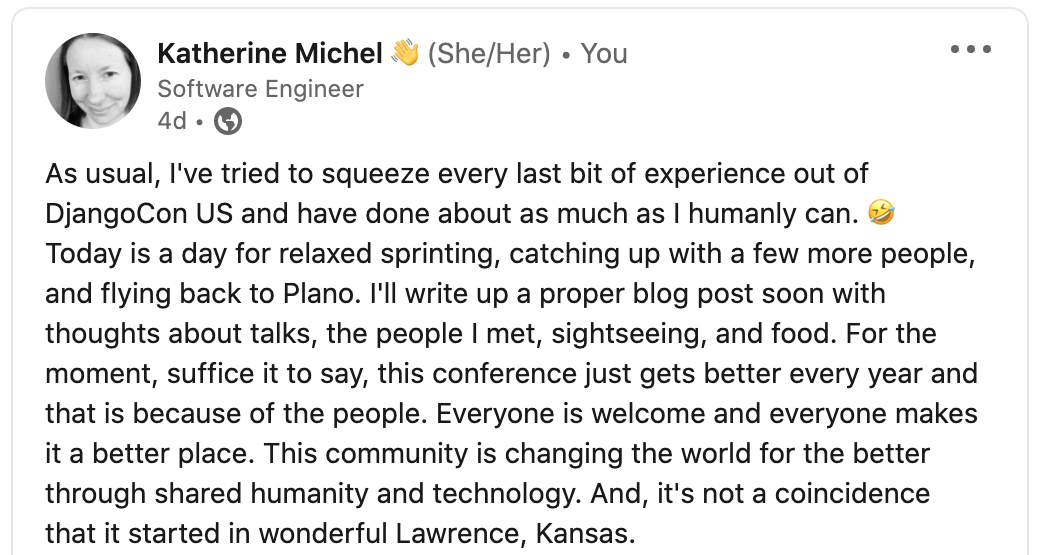 Katherine Michel 👋 (She/Her) • You
Software Engineer
4d •
As usual, I've tried to squeeze every last bit of experience out of
DjangoCon US and have done about as much as I humanly can. 🤣
Today is a day for relaxed sprinting, catching up with a few more people,
and flying back to Plano. I'll write up a proper blog post soon with
thoughts about talks, the people I met, sightseeing, and food. For the
moment, suffice it to say, this conference just gets better every year and
that is because of the people. Everyone is welcome and everyone makes
it a better place. This community is changing the world for the better
through shared humanity and technology. And, it's not a coincidence
that it started in wonderful Lawrence, Kansas.